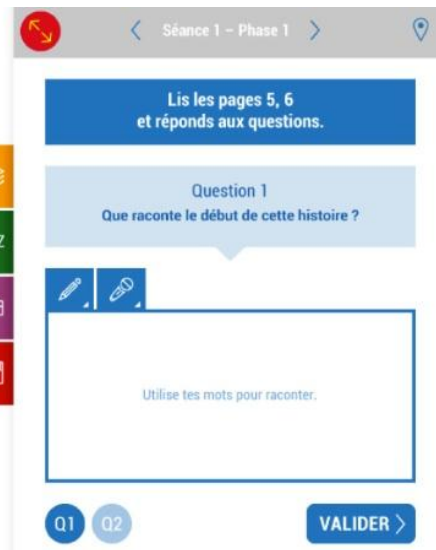 Séance 1 – Phase 1
Lis les pages 5, 6
et réponds aux questions.
Question 1
Que raconte le début de cette histoire ?
Utilise tes mots pour raconter.
Q1 Q2
VALIDER